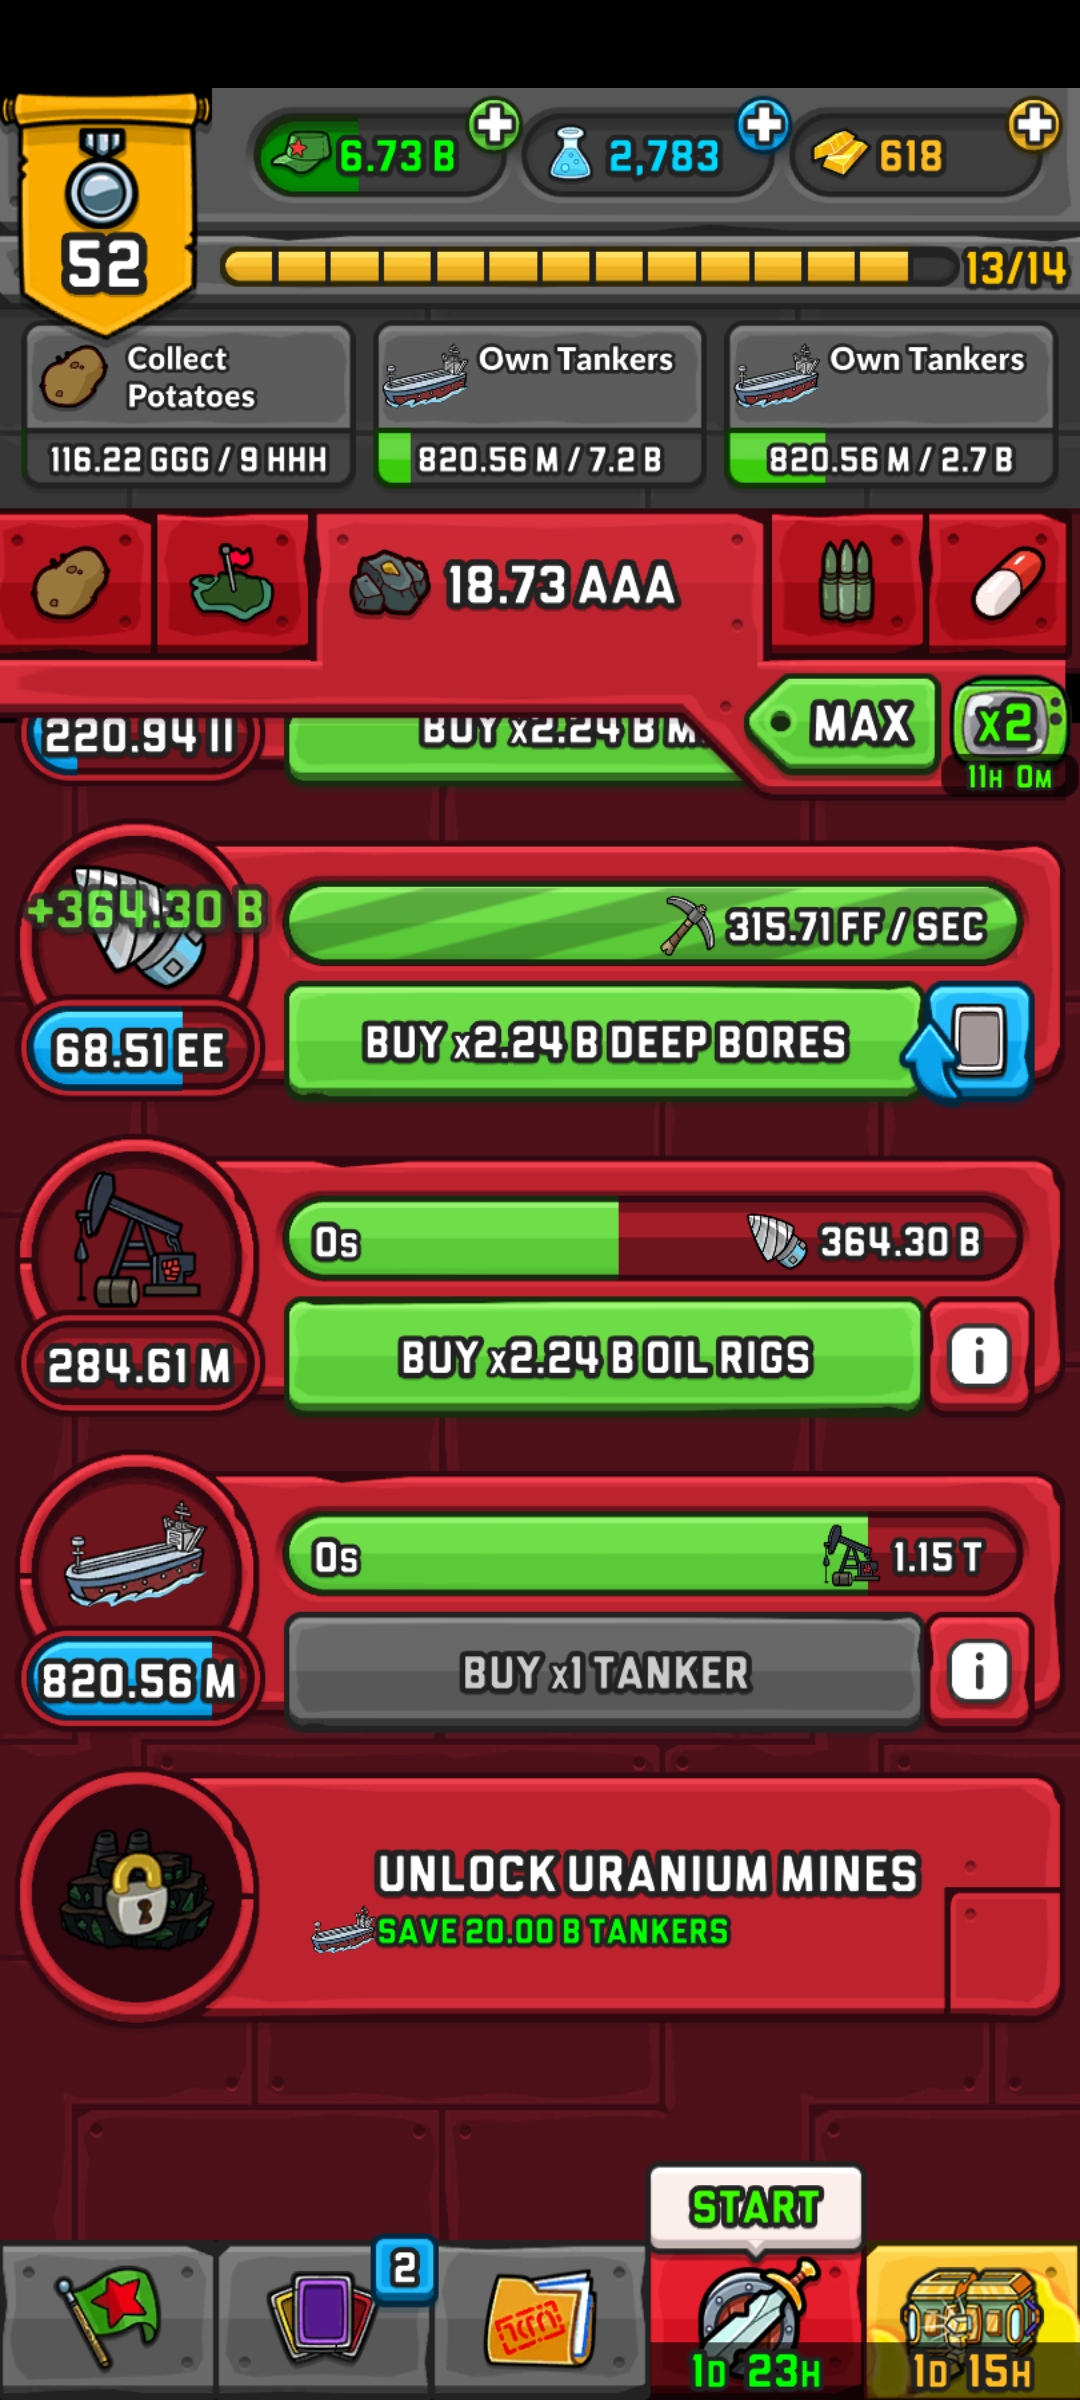 6.73 B
2,783
618
52
13/14
Collect
Potatoes
116.22 GGG / 9 HHH
Own Tankers
820.56 M / 7.2 B
Own Tankers
820.56 M / 2.7 B
18.73 AAA
MAX
x2
11H 0M
220.94 II
BUY x2.24 B M
+364.30 B
315.71 FF / SEC
68.51 EE
BUY x2.24 B DEEP BORES
0s
364.30 B
284.61 M
BUY x2.24 B OIL RIGS
i
0s
1.15 T
820.56 M
BUY x1 TANKER
i
UNLOCK URANIUM MINES
SAVE 20.00 B TANKERS
START
2
1D 23H
1D 15H